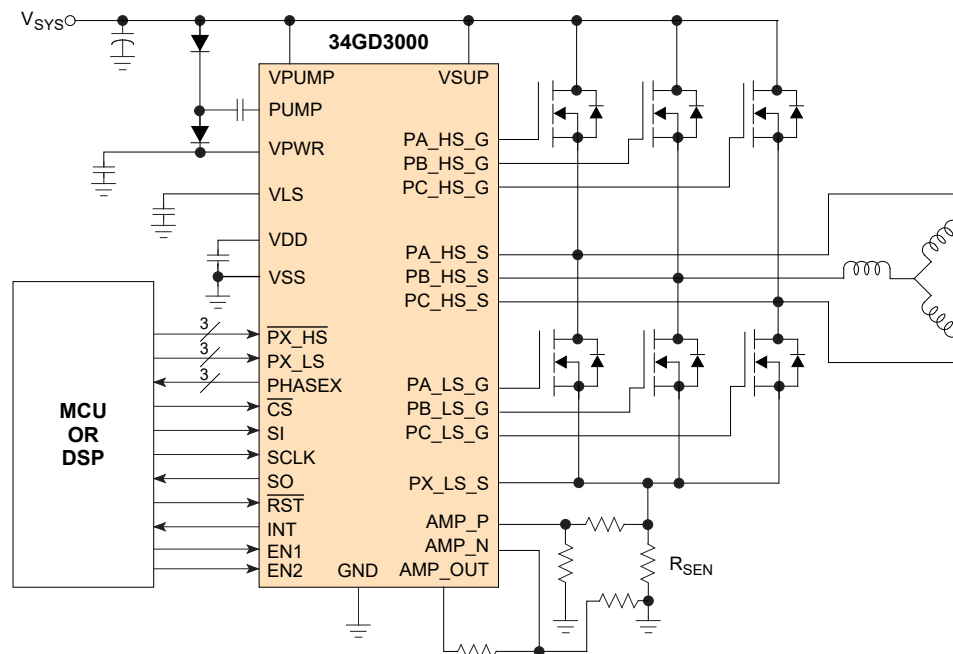 VSYS
34GD3000
VPUMP
VSUP
PUMP
PA_HS_G
VPWR
PB_HS_G
PC_HS_G
VLS
VDD
PA_HS_S
VSS
PB_HS_S
PC_HS_S
3
PX_HS
3
PX_LS
3
PHASEX
PA_LS_G
MCU
OR
DSP
CS
PB_LS_G
SI
PC_LS_G
SCLK
SO
PX_LS_S
RST
INT
AMP_P
EN1
AMP_N
EN2
GND
AMP_OUT
RSEN